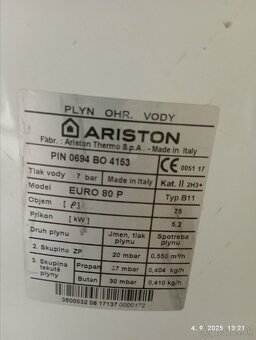 PLYN OHR. VODY
ARISTON
Fabr. : Ariston Thermo S.p.A. - Made in Italy
PIN 0694 BO 4153 CE 0051 17
Tlak vody 7 bar Made in Italy Kat. II 2H3+
Model EURO 80 P Typ B11
Objem [ℓ] 75
Prikon [kW] 5,2
Druh plynu Jmen. tlak plynu Spotreba plynu
2. Skupina ZP 20 mbar 0,550 m³/h
3. Skupina tekuté plyny Propan 37 mbar 0,404 kg/h
Bután 30 mbar 0,410 kg/h
3500032 08 17137 0000172
4. 9. 2025 13:21